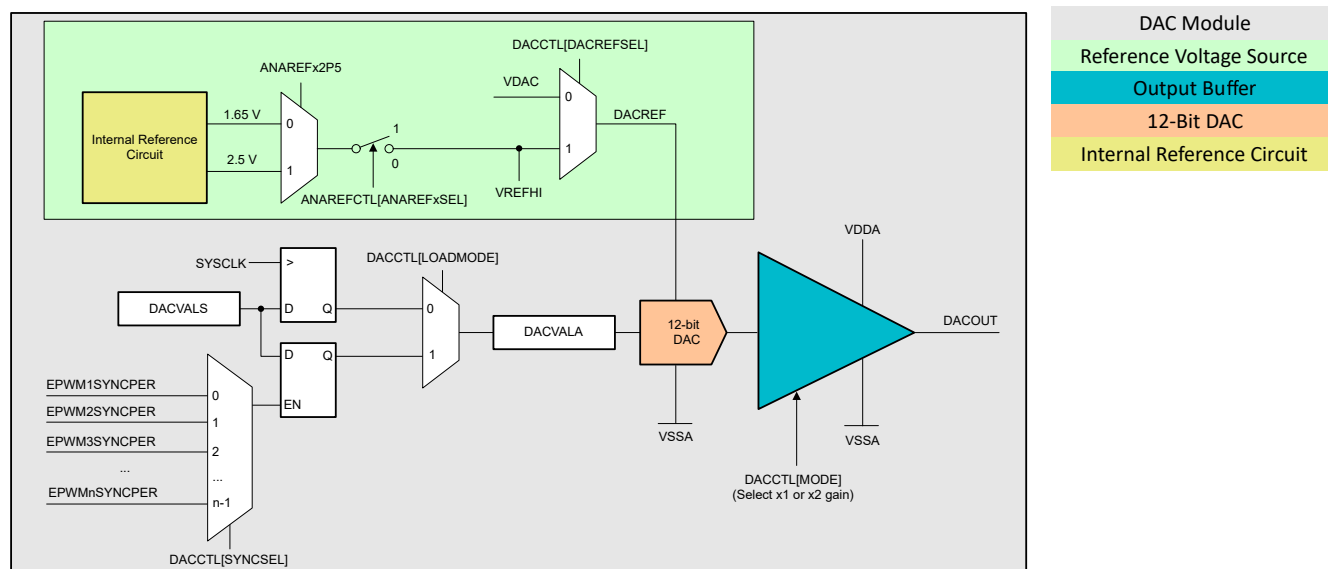 DACCTL[DACREFSEL]
ANAREFx2P5
VDAC
0
DACREF
1.65 V
0
1
Internal Reference
Circuit
0
1
2.5 V
1
ANAREFCTL[ANAREFxSEL]
VREFHI
SYSCLK
>
DACCTL[LOADMODE]
VDDA
DACVALS
D
Q
0
DACVALA
12-bit
DAC
DACOUT
D
Q
1
EPWM1SYNCPER
0
EN
EPWM2SYNCPER
1
EPWM3SYNCPER
2
VSSA
VSSA
...
...
EPWMnSYNCPER
n-1
DACCTL[MODE]
(Select x1 or x2 gain)
DACCTL[SYNCSEL]
DAC Module
Reference Voltage Source
Output Buffer
12-Bit DAC
Internal Reference Circuit